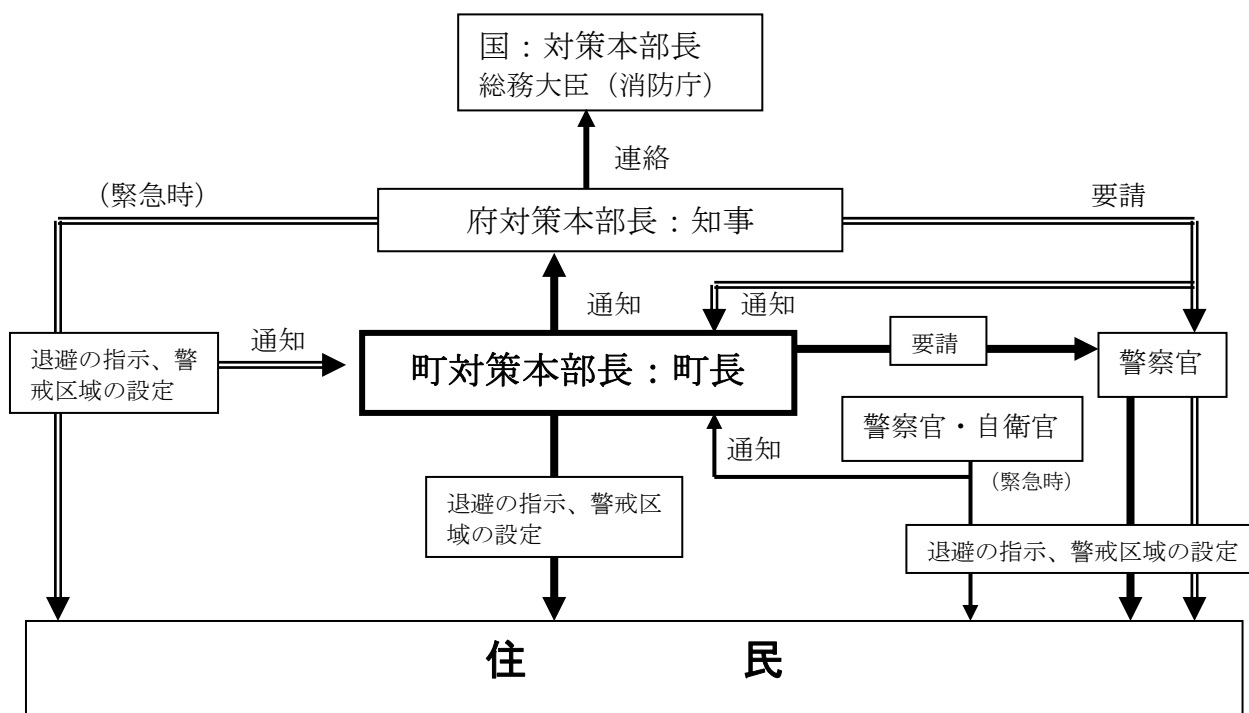 国：対策本部長
総務大臣（消防庁）
連絡
（緊急時）
要請
府対策本部長：知事
通知
通知
退避の指示、警
戒区域の設定
通知
町対策本部長：町長
要請
警察官
警察官・自衛官
通知
（緊急時）
退避の指示、警戒区
域の設定
退避の指示、警戒区域の設定
住　民